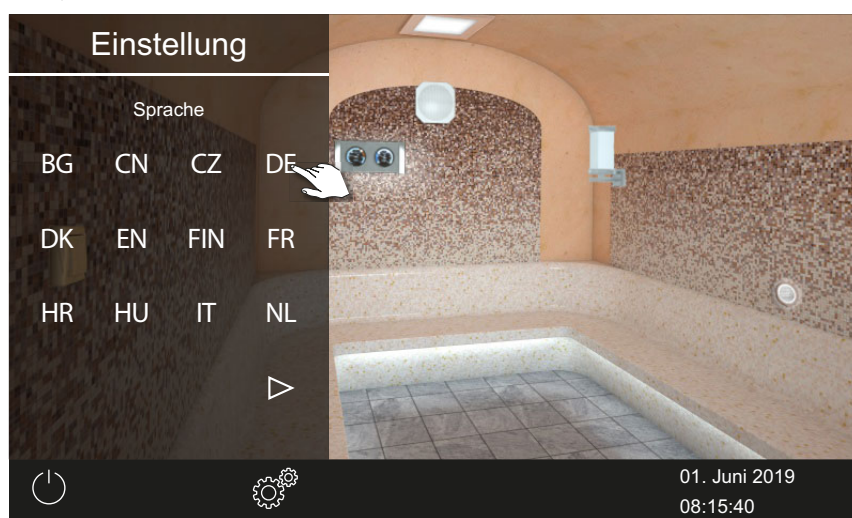 Einstellung
Sprache
BG CN CZ DE
DK EN FIN FR
HR HU IT NL
01. Juni 2019
08:15:40